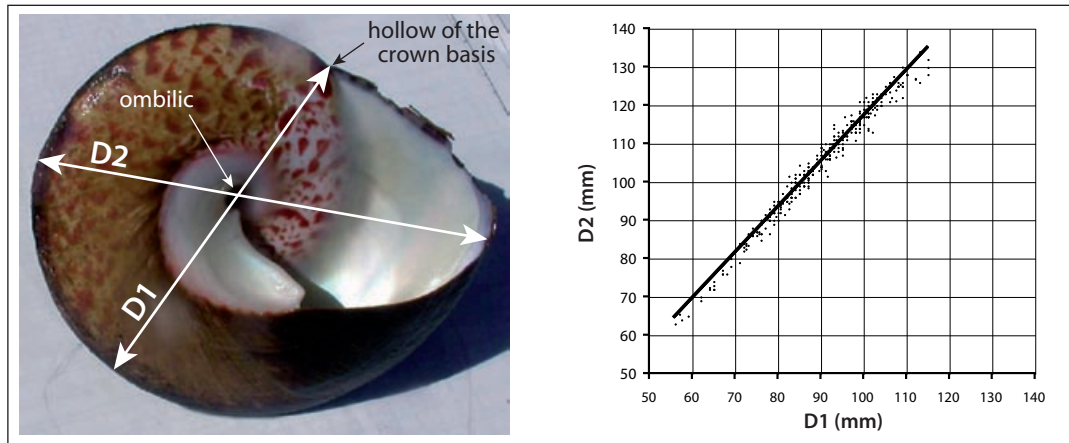 hollow of the
crown basis
ombilic
D2
D1
140
130
120
110
100
90
80
70
60
50
D2 (mm)
50 60 70 80 90 100 110 120 130 140
D1 (mm)